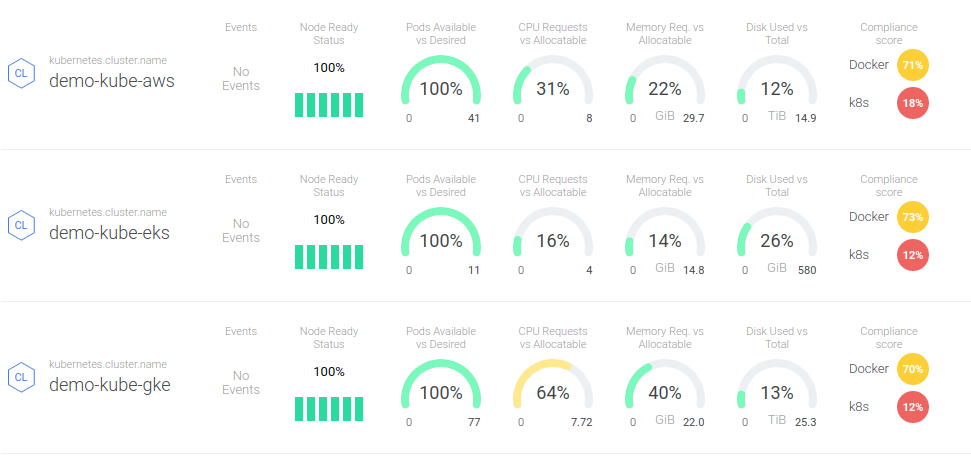 Events
Node Ready
Status
Pods Available
vs Desired
CPU Requests
vs Allocatable
Memory Req. vs
Allocatable
Disk Used vs
Total
Compliance
score
CL
kubernetes.cluster.name
demo-kube-aws
No
Events
100%
100%
0 41
31%
0 8
22%
0 GiB 29.7
12%
0 TiB 14.9
Docker 71%
k8s 18%
Events
Node Ready
Status
Pods Available
vs Desired
CPU Requests
vs Allocatable
Memory Req. vs
Allocatable
Disk Used vs
Total
Compliance
score
CL
kubernetes.cluster.name
demo-kube-eks
No
Events
100%
100%
0 11
16%
0 4
14%
0 GiB 14.8
26%
0 GiB 580
Docker 73%
k8s 12%
Events
Node Ready
Status
Pods Available
vs Desired
CPU Requests
vs Allocatable
Memory Req. vs
Allocatable
Disk Used vs
Total
Compliance
score
CL
kubernetes.cluster.name
demo-kube-gke
No
Events
100%
100%
0 77
64%
0 7.72
40%
0 GiB 22.0
13%
0 TiB 25.3
Docker 70%
k8s 12%